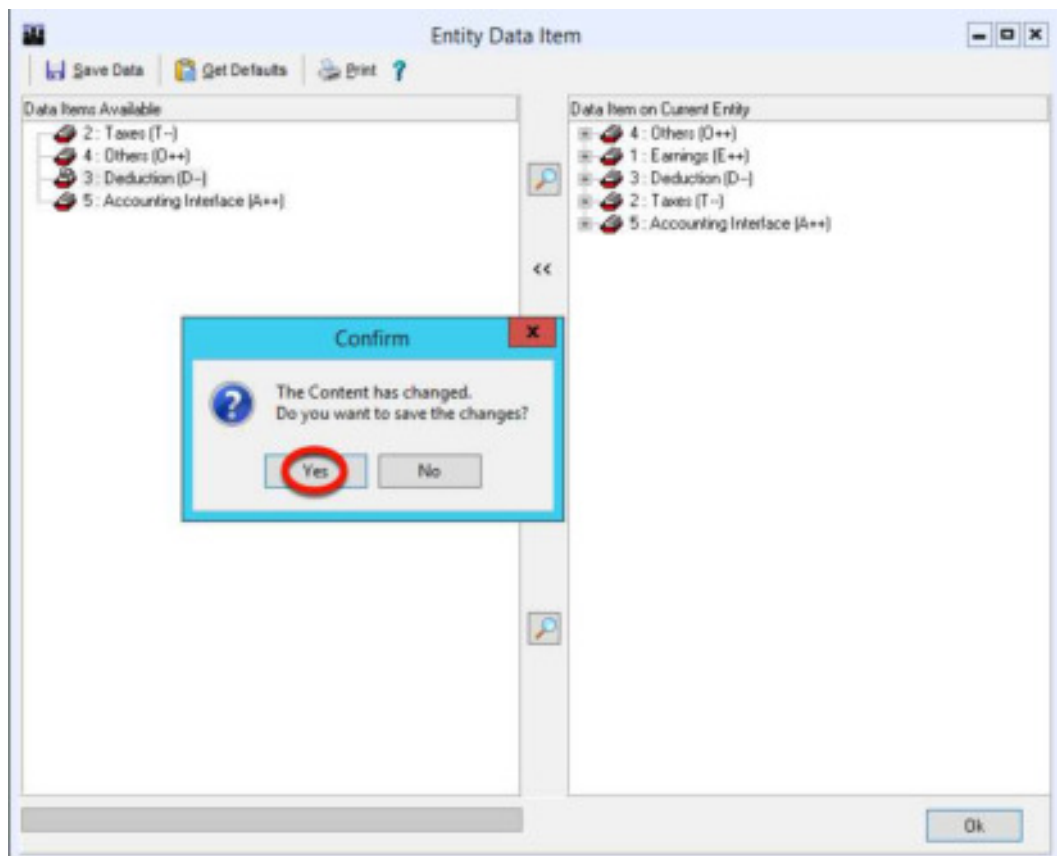 Entity Data Item
Save Data Get Defaults Print ?
Data Items Available
2 : Taxes (T--)
4 : Others (O++)
3 : Deduction (D--)
5 : Accounting Interface (A++)
<<
Data Item on Current Entity
4 : Others (O++)
1 : Earnings (E++)
3 : Deduction (D--)
2 : Taxes (T--)
5 : Accounting Interface (A++)
Confirm
x
?
The Content has changed.
Do you want to save the changes?
Yes No
Ok